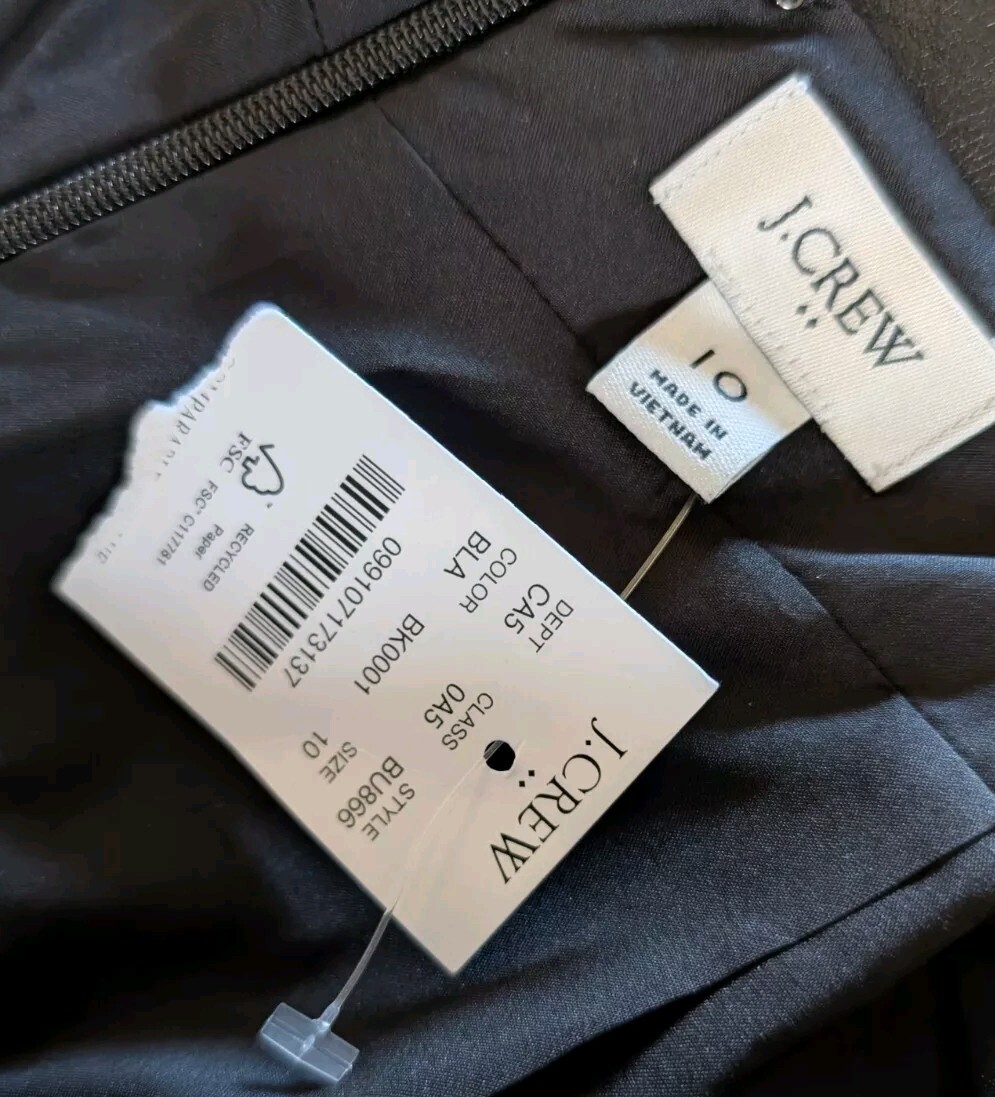 J.CREW
10
MADE IN
VIETNAM
J.CREW
DEPT
CA5
CLASS
0A5
STYLE
BU866
COLOR
BLA
BK0001
SIZE
10
099107173137
FSC
RECYCLED
Paper
FSC® C117781